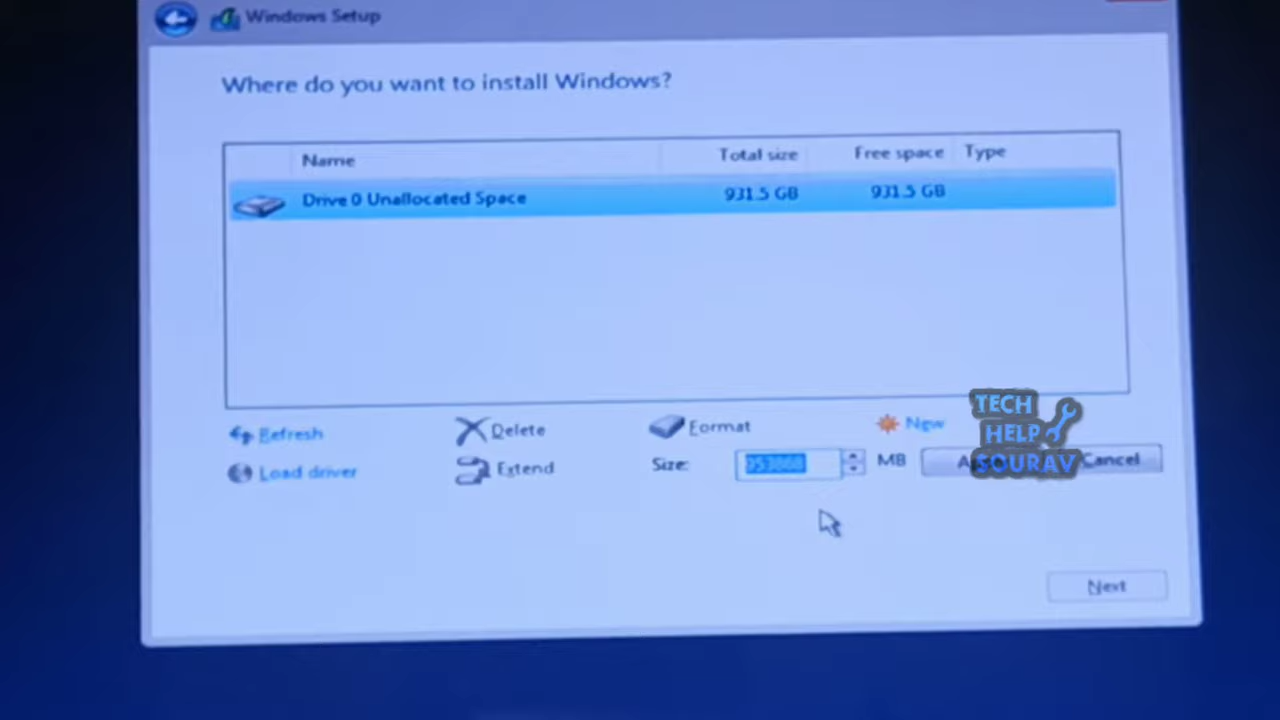 Windows Setup
Where do you want to install Windows?
Name Total size Free space Type
Drive 0 Unallocated Space 931.5 GB 931.5 GB
Refresh Delete Format New
Load driver Extend Size: MB Cancel
TECH
HELP
SOURAV
Next